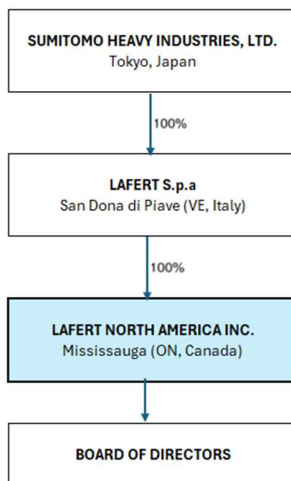 SUMITOMO HEAVY INDUSTRIES, LTD.
Tokyo, Japan
100%
LAFERT S.p.a
San Dona di Piave (VE, Italy)
100%
LAFERT NORTH AMERICA INC.
Mississauga (ON, Canada)
BOARD OF DIRECTORS